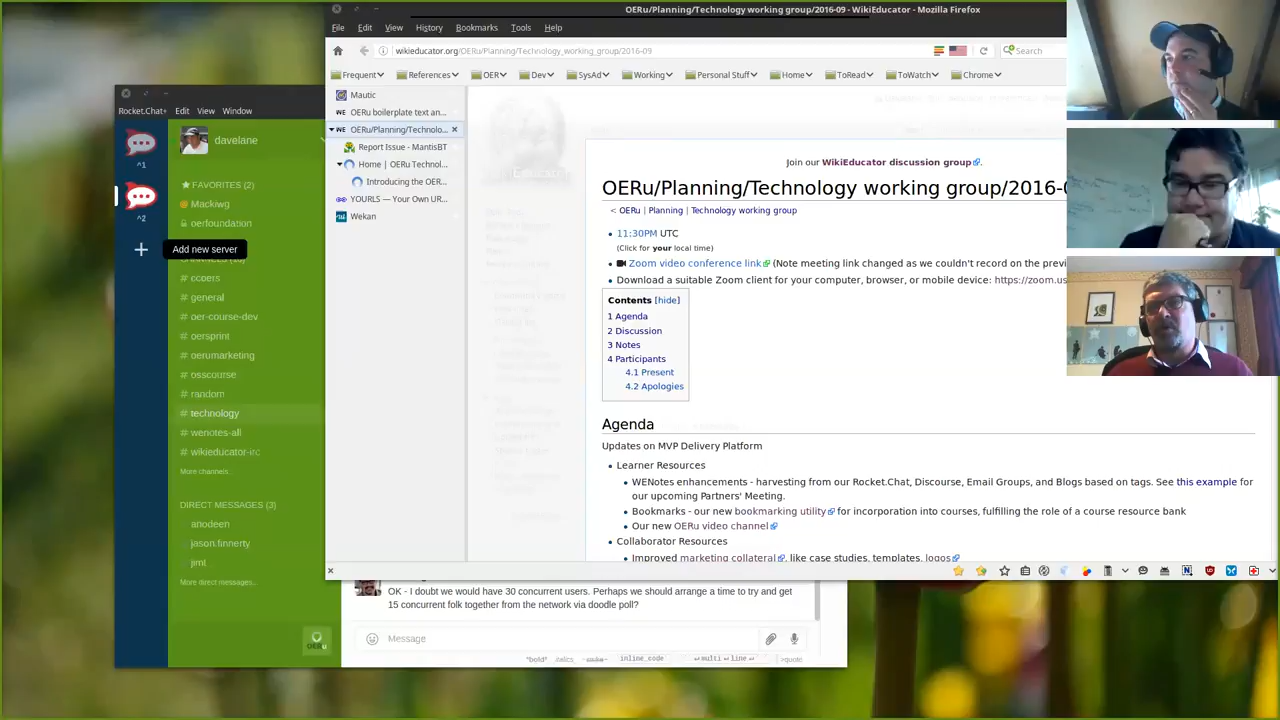 OERu/Planning/Technology working group/2016-09 - WikiEducator - Mozilla Firefox
File Edit View History Bookmarks Tools Help
wikieducator.org/OERu/Planning/Technology_working_group/2016-09
Search
Frequent References OER Dev SysAd Working Personal Stuff Home ToRead ToWatch Chrome
Rocket.Chat+ Edit View Window
^1
^2
Add new server
davelane
FAVORITES (2)
Mackiwg
oerfoundation
# ccoers
# general
# oer-course-dev
# oersprint
# oerumarketing
# osscourse
# random
# technology
# wenotes-all
# wikieducator-irc
More channels...
DIRECT MESSAGES (3)
anodeen
jason.finnerty
jiml
More direct messages...
OERu
Mautic
OERu boilerplate text an...
OERu/Planning/Technolo...
Report Issue - MantisBT
Home | OERu Technol...
Introducing the OER...
YOURLS — Your Own UR...
Wekan
Join our WikiEducator discussion group.
OERu/Planning/Technology working group/2016-0
< OERu | Planning | Technology working group
11:30PM UTC
(Click for your local time)
Zoom video conference link (Note meeting link changed as we couldn't record on the previ
Download a suitable Zoom client for your computer, browser, or mobile device: https://zoom.us
Contents [hide]
1 Agenda
2 Discussion
3 Notes
4 Participants
4.1 Present
4.2 Apologies
Agenda
Updates on MVP Delivery Platform
Learner Resources
WENotes enhancements - harvesting from our Rocket.Chat, Discourse, Email Groups, and Blogs based on tags. See this example for
our upcoming Partners' Meeting.
Bookmarks - our new bookmarking utility for incorporation into courses, fulfilling the role of a course resource bank
Our new OERu video channel
Collaborator Resources
Improved marketing collateral, like case studies, templates, logos
OK - I doubt we would have 30 concurrent users. Perhaps we should arrange a time to try and get
15 concurrent folk together from the network via doodle poll?
Message
*bold* _italics_ ~strike~ inline_code ↵multi↵line↵ >quote